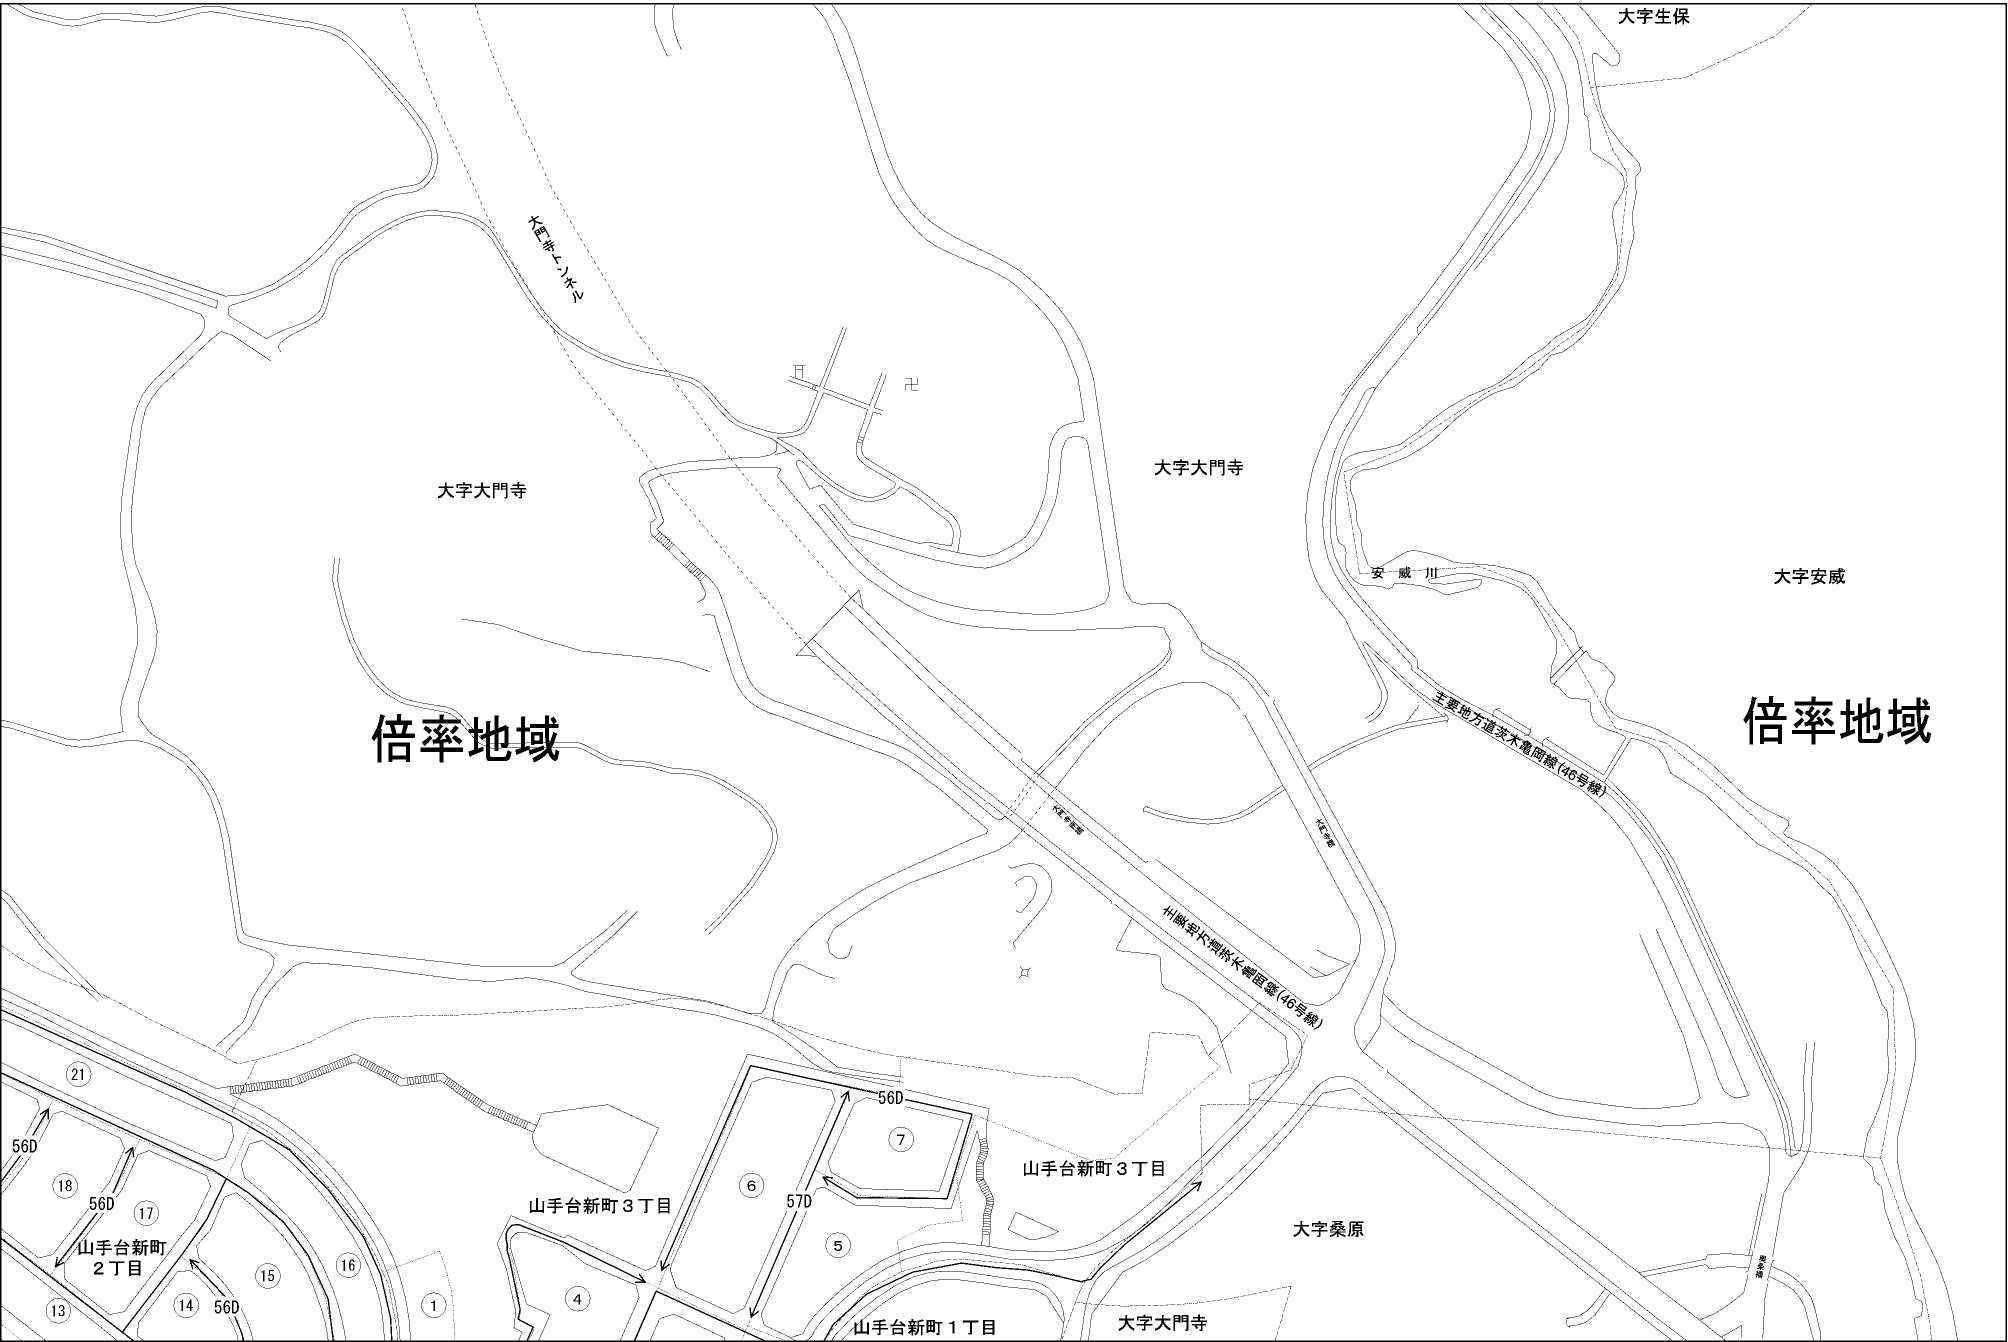 大字生保
大門寺トンネル
大字大門寺
大字大門寺
安威川
大字安威
倍率地域
倍率地域
主要地方道茨木亀岡線(46号線)
主要地方道茨木亀岡線(46号線)
21
56D
18
56D
17
山手台新町
2丁目
13
14
56D
15
16
1
山手台新町3丁目
4
6
57D
56D
7
5
山手台新町3丁目
山手台新町1丁目
大字桑原
大字大門寺